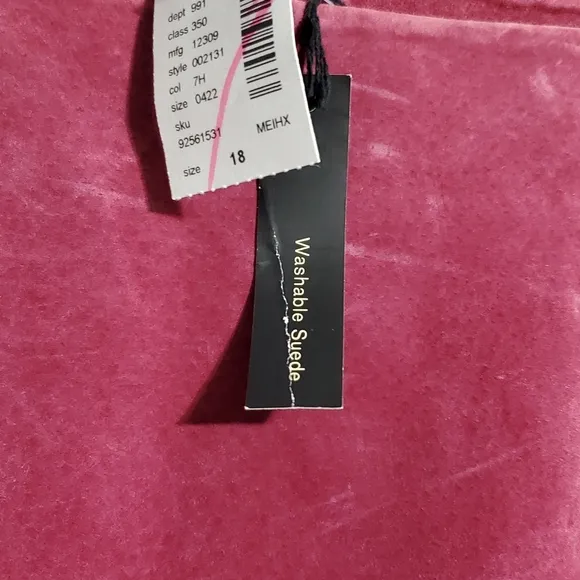 dept 991
class 350
mfg 12309
style 002131
col 7H
size 0422
sku
92561531 MEIHX
size 18
Washable Suede